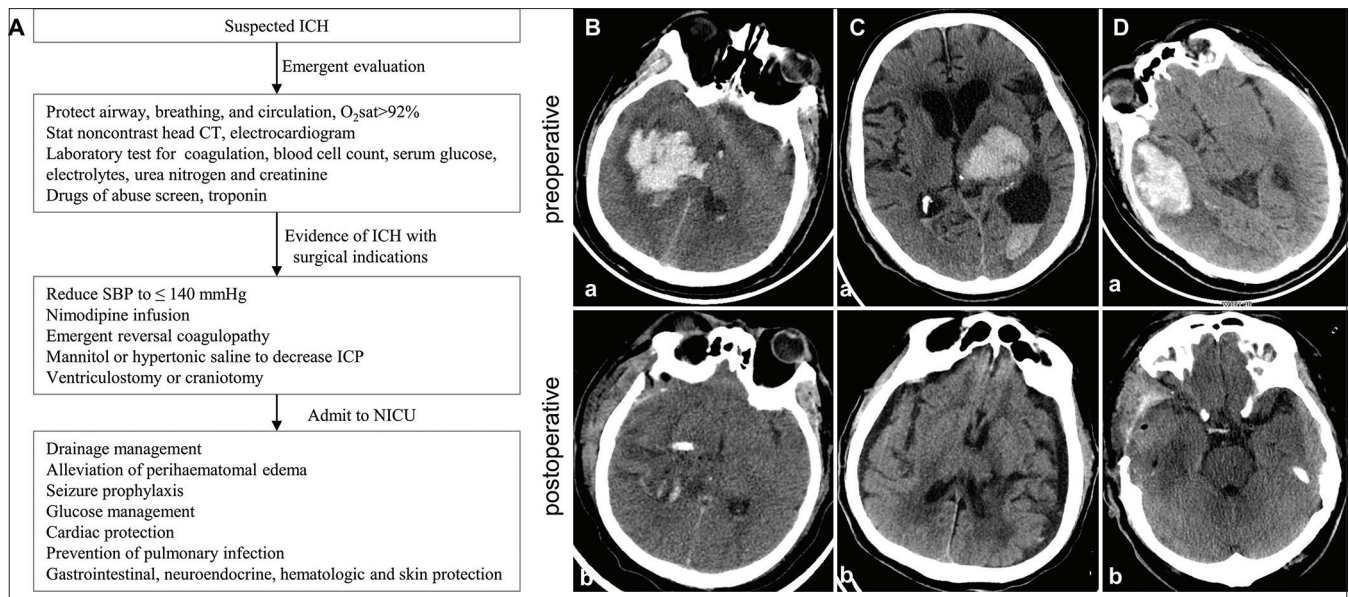 A
Suspected ICH
Emergent evaluation
Protect airway, breathing, and circulation, O₂sat>92%
Stat noncontrast head CT, electrocardiogram
Laboratory test for coagulation, blood cell count, serum glucose,
electrolytes, urea nitrogen and creatinine
Drugs of abuse screen, troponin
Evidence of ICH with
surgical indications
Reduce SBP to ≤ 140 mmHg
Nimodipine infusion
Emergent reversal coagulopathy
Mannitol or hypertonic saline to decrease ICP
Ventriculostomy or craniotomy
Admit to NICU
Drainage management
Alleviation of perihaematomal edema
Seizure prophylaxis
Glucose management
Cardiac protection
Prevention of pulmonary infection
Gastrointestinal, neuroendocrine, hematologic and skin protection
preoperative
postoperative
B
a
b
C
a
b
D
a
b